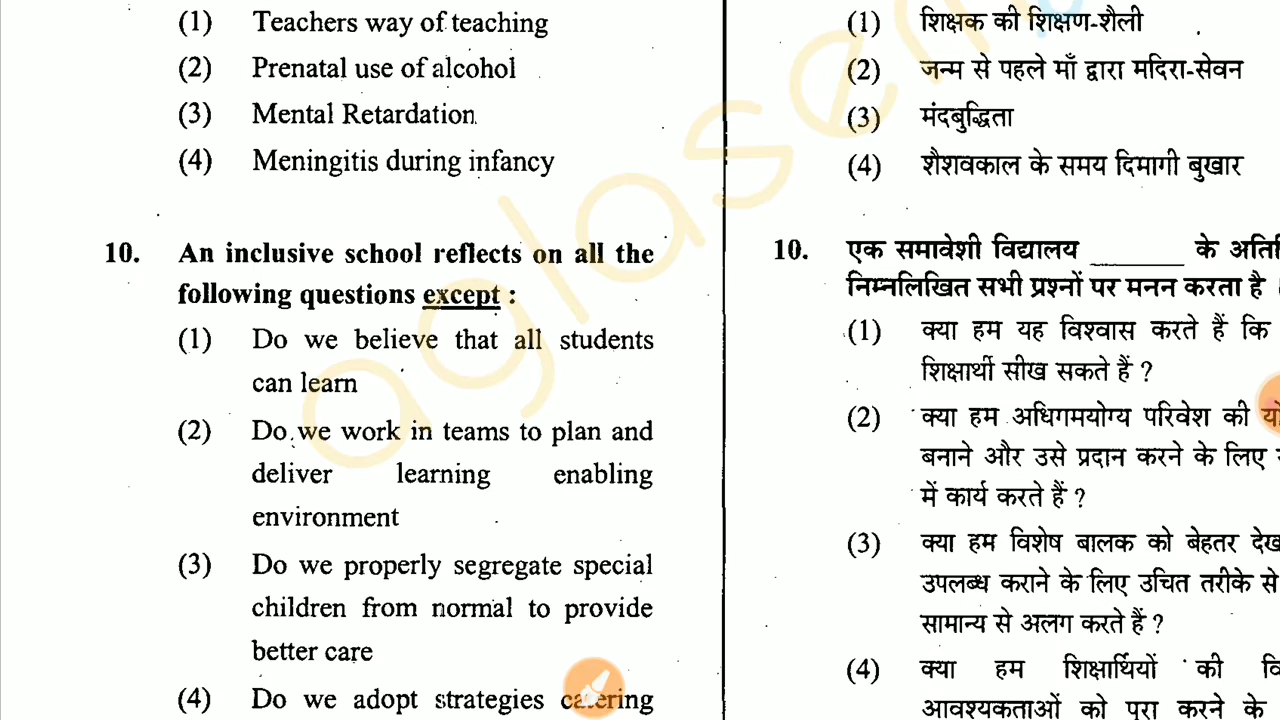 (1) Teachers way of teaching
(2) Prenatal use of alcohol
(3) Mental Retardation
(4) Meningitis during infancy
10. An inclusive school reflects on all the
following questions except :
(1) Do we believe that all students
can learn
(2) Do we work in teams to plan and
deliver learning enabling
environment
(3) Do we properly segregate special
children from normal to provide
better care
(4) Do we adopt strategies catering
(1) शिक्षक की शिक्षण-शैली
(2) जन्म से पहले माँ द्वारा मदिरा-सेवन
(3) मंदबुद्धिता
(4) शैशवकाल के समय दिमागी बुखार
10. एक समावेशी विद्यालय ________ के
निम्नलिखित सभी प्रश्नों पर मनन करता है
(1) क्या हम यह विश्वास करते हैं कि
शिक्षार्थी सीख सकते हैं ?
(2) क्या हम अधिगमयोग्य परिवेश की
बनाने और उसे प्रदान करने के लिए
में कार्य करते हैं ?
(3) क्या हम विशेष बालक को बेहतर
उपलब्ध कराने के लिए उचित तरीके से
सामान्य से अलग करते हैं ?
(4) क्या हम शिक्षार्थियों की
आवश्यकताओं को पूरा करने के
aglasem